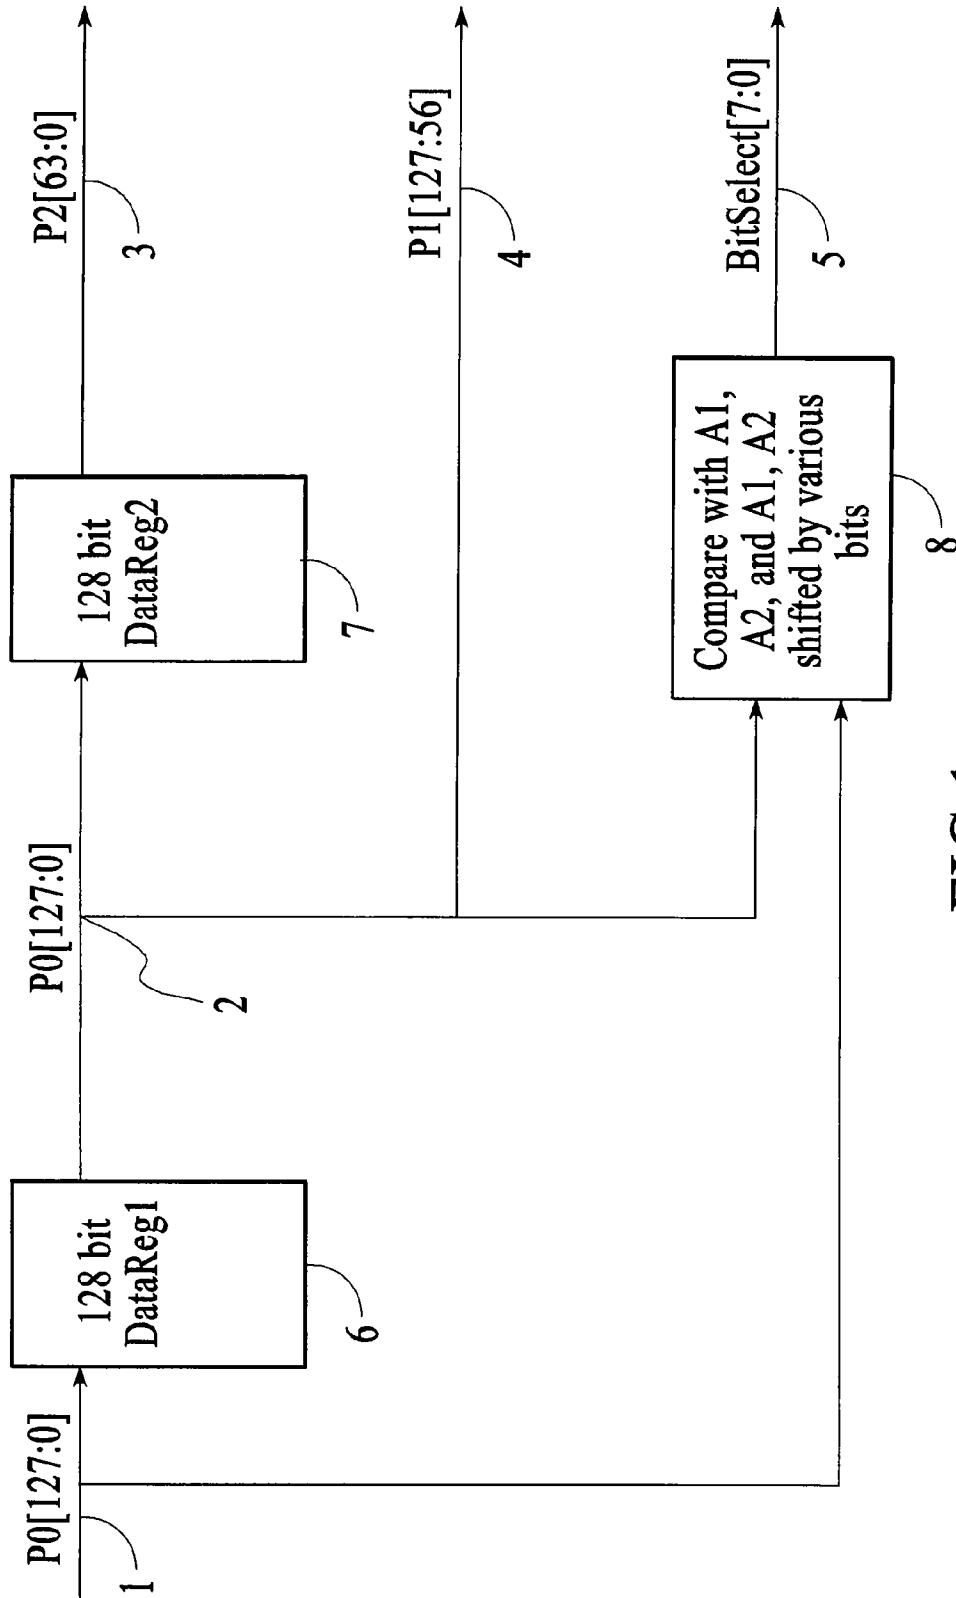 P0[127:0]
1
128 bit
DataReg1
6
P0[127:0]
2
128 bit
DataReg2
7
P2[63:0]
3
P1[127:56]
4
Compare with A1,
A2, and A1, A2
shifted by various
bits
8
BitSelect[7:0]
5